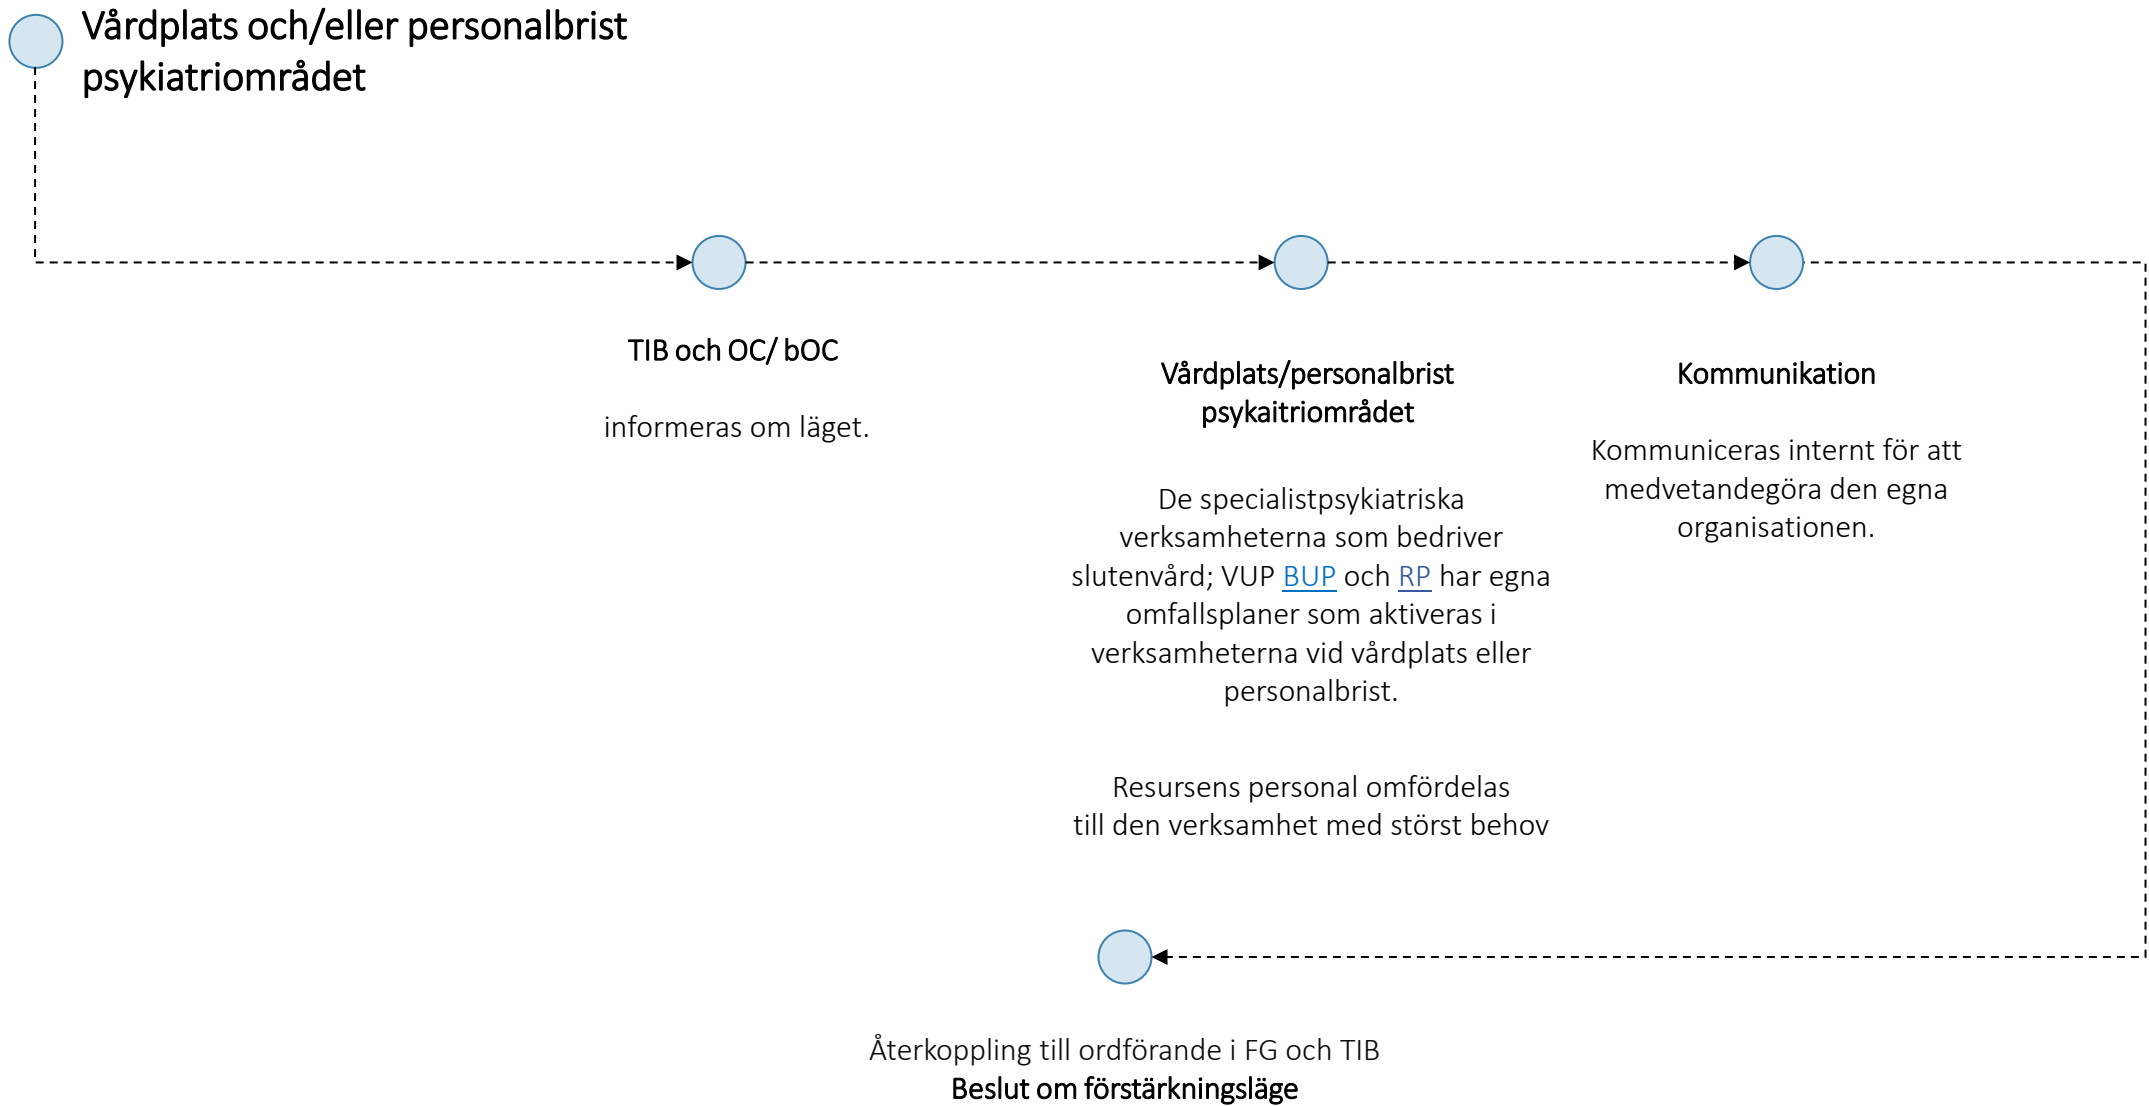 Vårdplats och/eller personalbrist
psykiatriområdet
TIB och OC/ bOC
informeras om läget.
Vårdplats/personalbrist
psykaitriområdet
De specialistpsykiatriska
verksamheterna som bedriver
slutenvård; VUP BUP och RP har egna
omfallsplaner som aktiveras i
verksamheterna vid vårdplats eller
personalbrist.
Resursens personal omfördelas
till den verksamhet med störst behov
Kommunikation
Kommuniceras internt för att
medvetandegöra den egna
organisationen.
Återkoppling till ordförande i FG och TIB
Beslut om förstärkningsläge